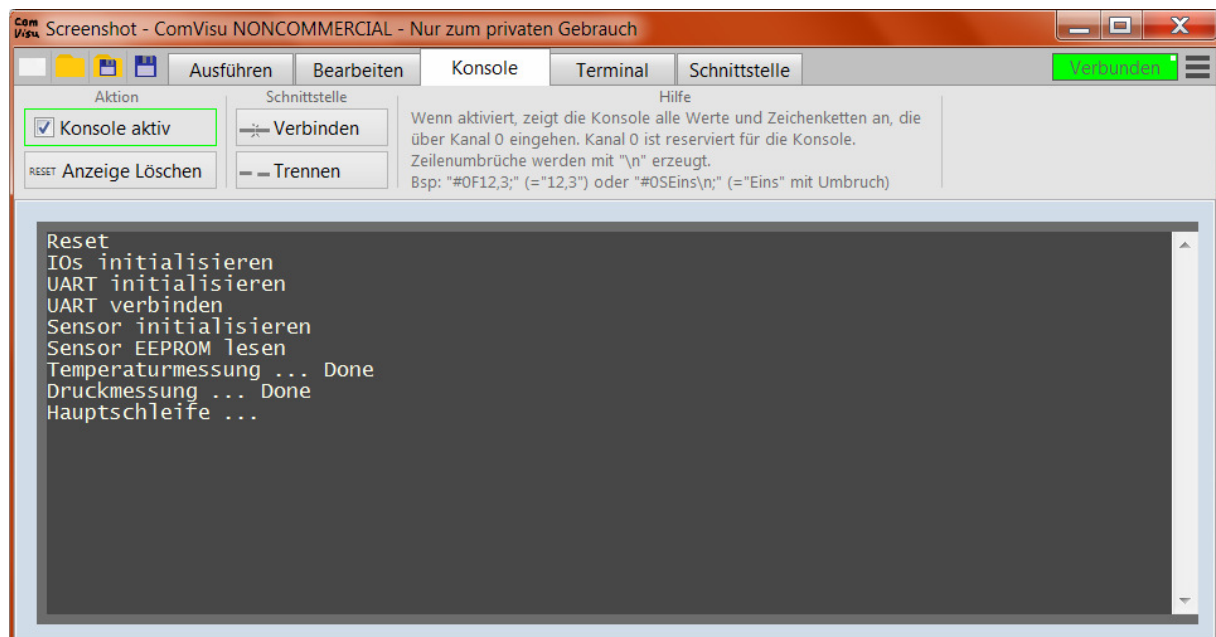 Com
Visu
Screenshot - ComVisu NONCOMMERCIAL - Nur zum privaten Gebrauch
Ausführen
Bearbeiten
Konsole
Terminal
Schnittstelle
Verbunden
Aktion
Schnittstelle
Hilfe
Konsole aktiv
Verbinden
RESET Anzeige Löschen
Trennen
Wenn aktiviert, zeigt die Konsole alle Werte und Zeichenketten an, die
über Kanal 0 eingehen. Kanal 0 ist reserviert für die Konsole.
Zeilenumbrüche werden mit "\n" erzeugt.
Bsp: "#0F12,3;" (="12,3") oder "#0SEins\n;" (="Eins" mit Umbruch)
Reset
IOs initialisieren
UART initialisieren
UART verbinden
Sensor initialisieren
Sensor EEPROM lesen
Temperaturmessung ... Done
Druckmessung ... Done
Hauptschleife ...